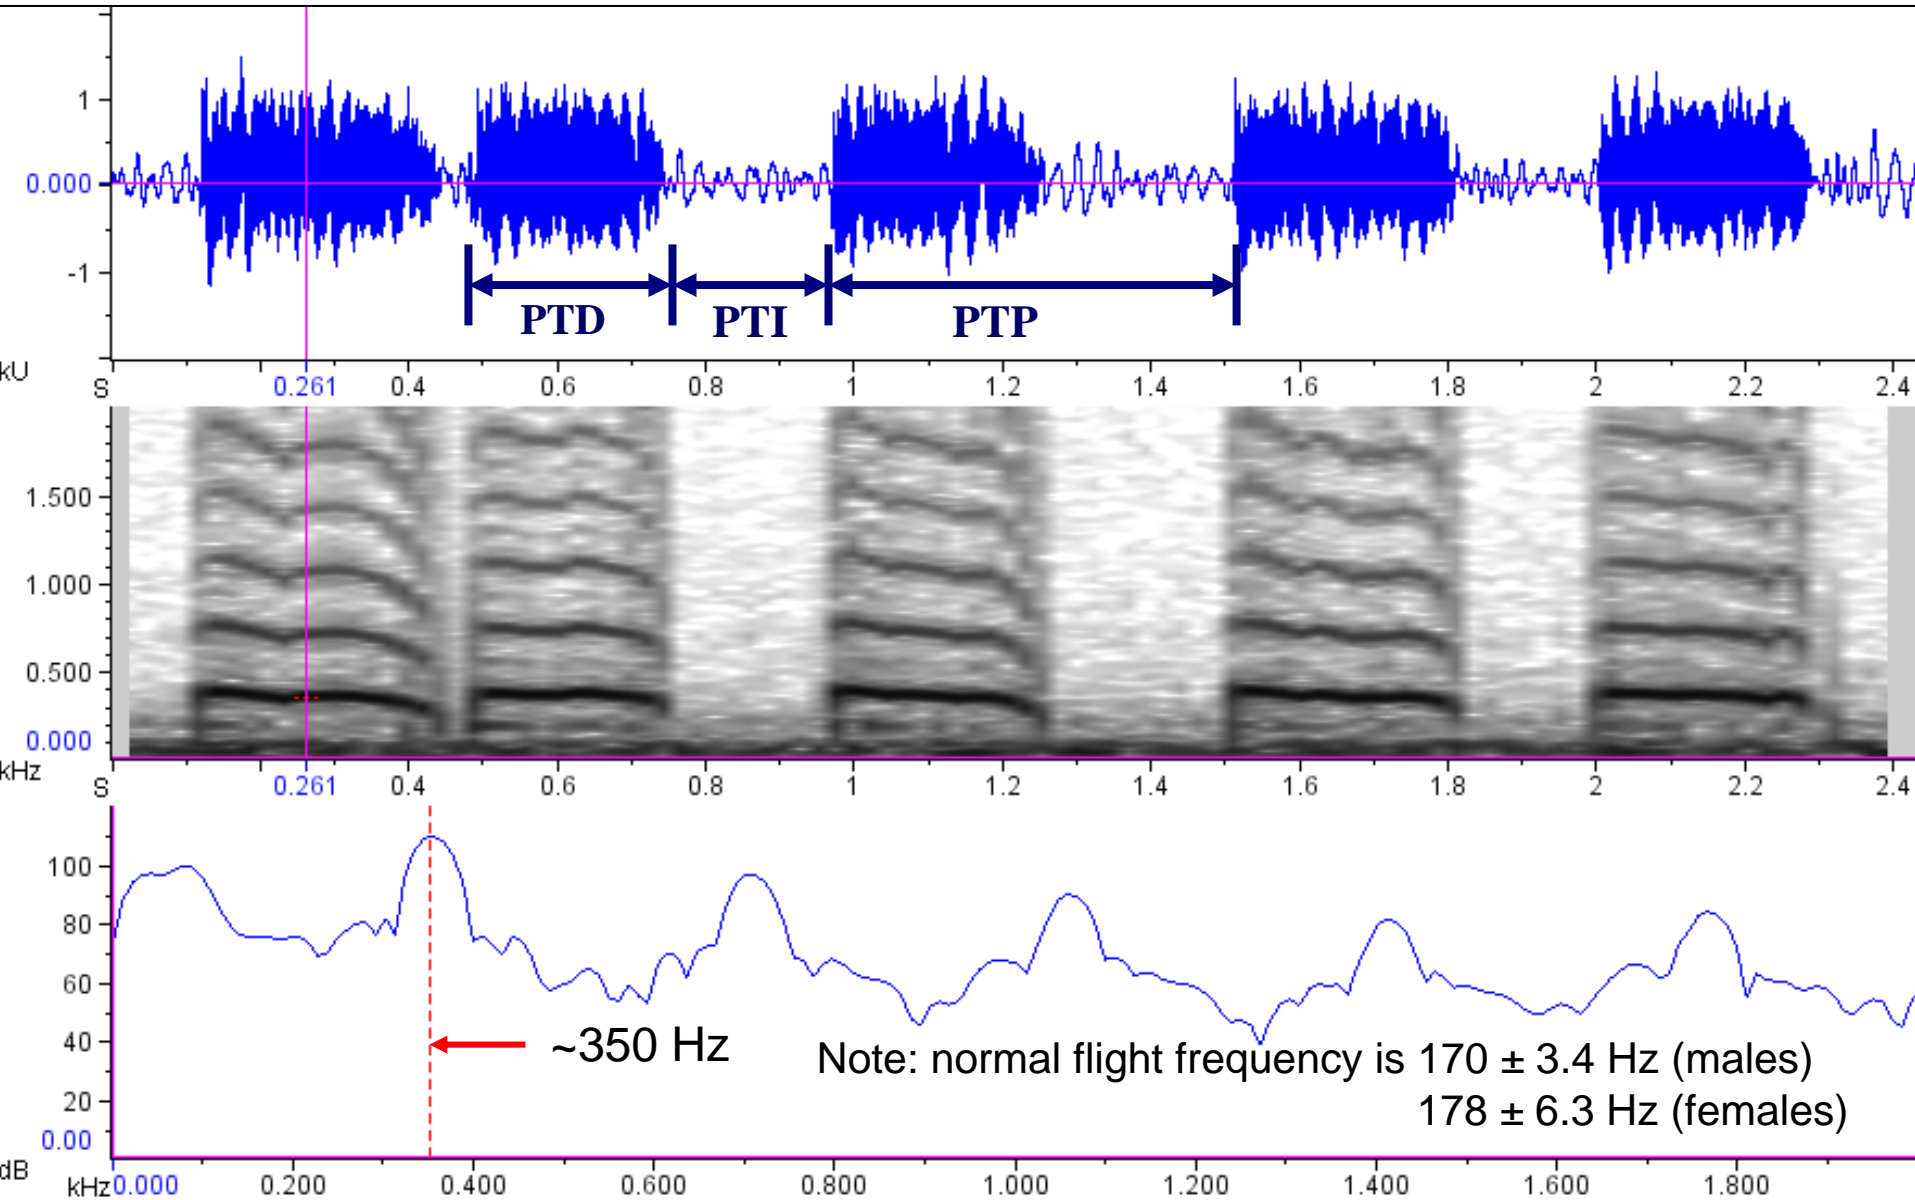 1
0.000
-1
PTD PTI PTP
kU
S 0.261 0.4 0.6 0.8 1 1.2 1.4 1.6 1.8 2 2.2 2.4
1.500
1.000
0.500
0.000
kHz
S 0.261 0.4 0.6 0.8 1 1.2 1.4 1.6 1.8 2 2.2 2.4
100
80
60
40
~350 Hz
Note: normal flight frequency is 170 ± 3.4 Hz (males)
178 ± 6.3 Hz (females)
20
0.00
dB
kHz 0.000 0.200 0.400 0.600 0.800 1.000 1.200 1.400 1.600 1.800